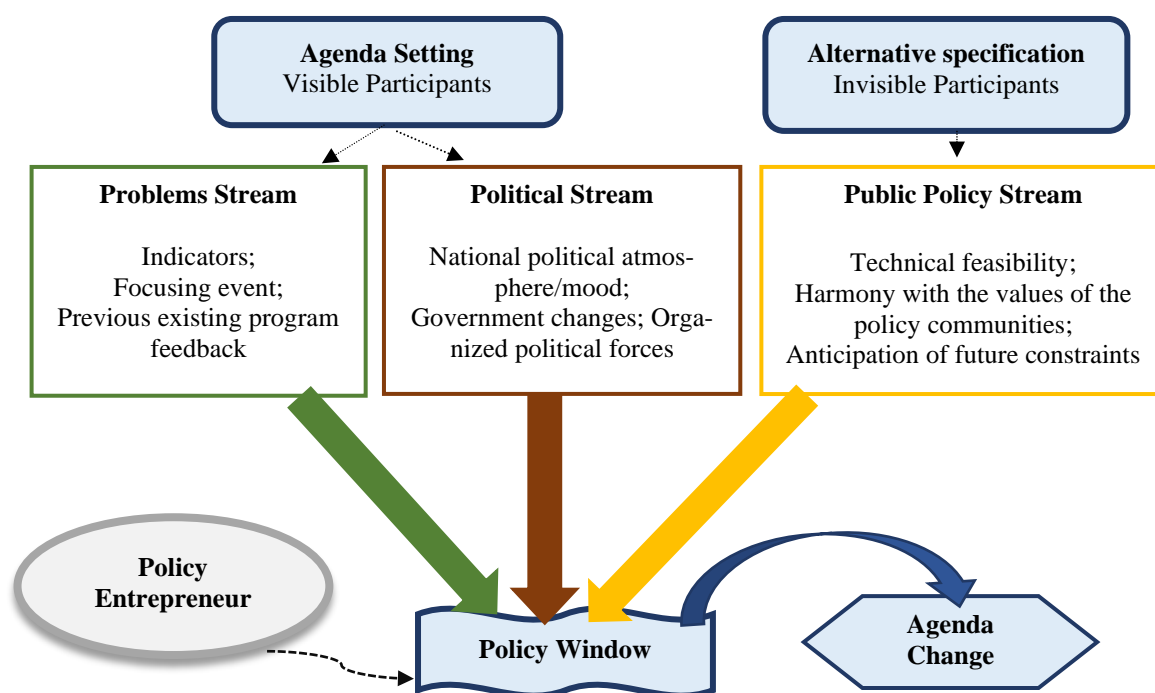 Agenda Setting
Visible Participants
Alternative specification
Invisible Participants
Problems Stream
Indicators;
Focusing event;
Previous existing program
feedback
Political Stream
National political atmos-
phere/mood;
Government changes; Orga-
nized political forces
Public Policy Stream
Technical feasibility;
Harmony with the values of the
policy communities;
Anticipation of future constraints
Policy
Entrepreneur
Policy Window
Agenda
Change